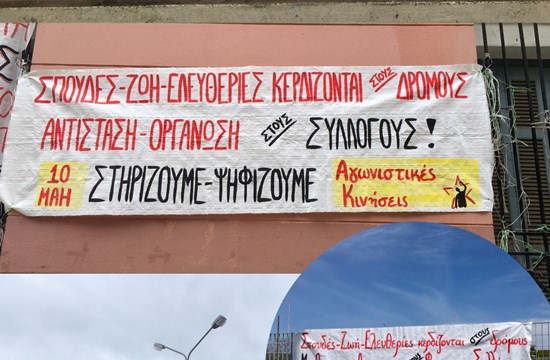 ΣΠΟΥΔΕΣ-ΖΩΗ-ΕΛΕΥΘΕΡΙΕΣ ΚΕΡΔΙΖΟΝΤΑΙ ΣΤΟΥΣ ΔΡΟΜΟΥΣ
ΑΝΤΙΣΤΑΣΗ-ΟΡΓΑΝΩΣΗ ΣΤΟΥΣ ΣΥΛΛΟΓΟΥΣ!
10 ΜΑΗ ΣΤΗΡΙΖΟΥΜΕ-ΨΗΦΙΖΟΥΜΕ Αγωνιστικές Κινήσεις
Σπουδές-Ζωή-Ελευθερίες κερδίζονται στους δρόμους